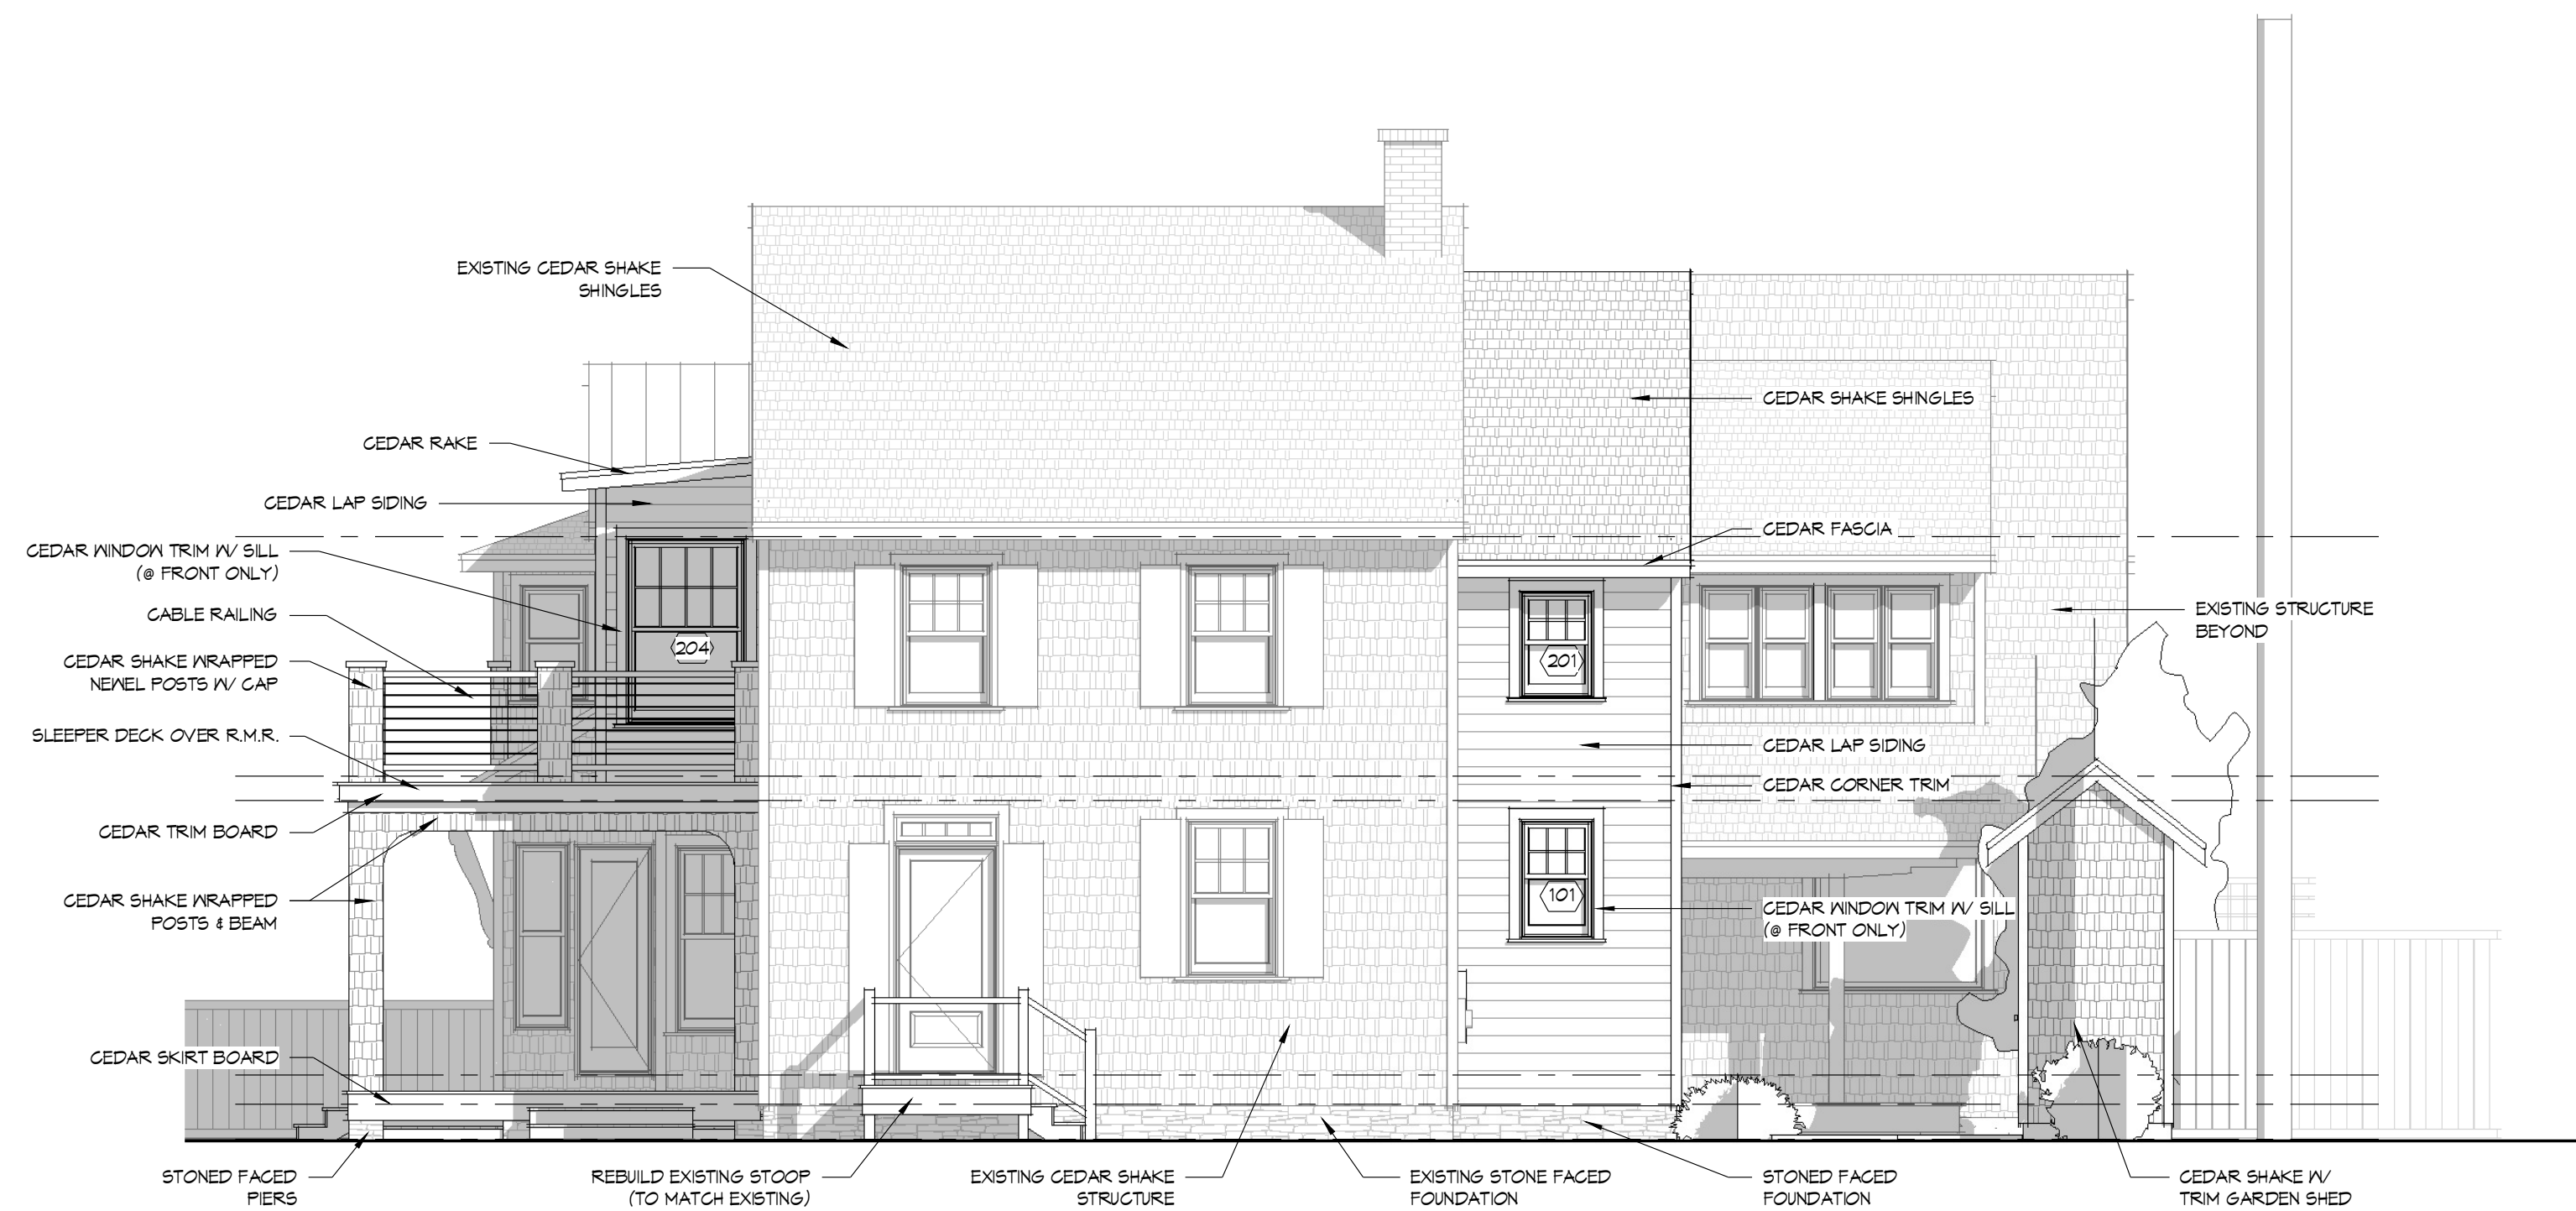 EXISTING CEDAR SHAKE
SHINGLES
CEDAR RAKE
CEDAR LAP SIDING
CEDAR WINDOW TRIM W/ SILL
(@ FRONT ONLY)
CABLE RAILING
CEDAR SHAKE WRAPPED
NEWEL POSTS W/ CAP
SLEEPER DECK OVER R.M.R.
CEDAR TRIM BOARD
CEDAR SHAKE WRAPPED
POSTS & BEAM
CEDAR SKIRT BOARD
STONED FACED
PIERS
204
REBUILD EXISTING STOOP
(TO MATCH EXISTING)
EXISTING CEDAR SHAKE
STRUCTURE
EXISTING STONE FACED
FOUNDATION
STONED FACED
FOUNDATION
CEDAR SHAKE W/
TRIM GARDEN SHED
201
101
CEDAR SHAKE SHINGLES
CEDAR FASCIA
EXISTING STRUCTURE
BEYOND
CEDAR LAP SIDING
CEDAR CORNER TRIM
CEDAR WINDOW TRIM W/ SILL
(@ FRONT ONLY)